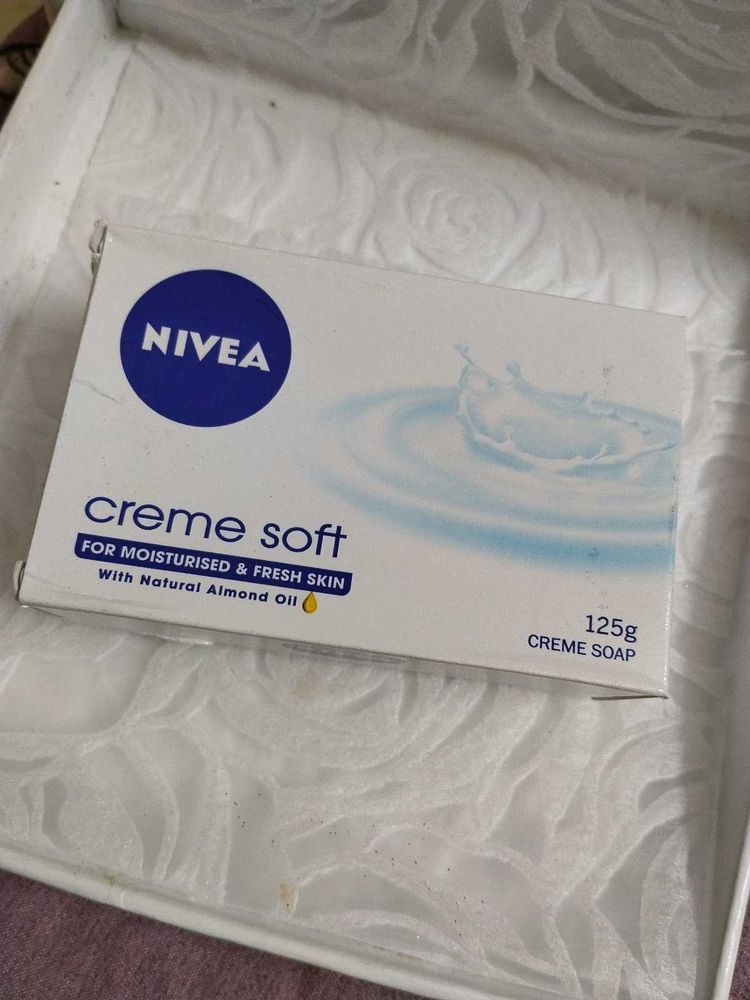 NIVEA
creme soft
FOR MOISTURISED & FRESH SKIN
With Natural Almond Oil
125g
CREME SOAP